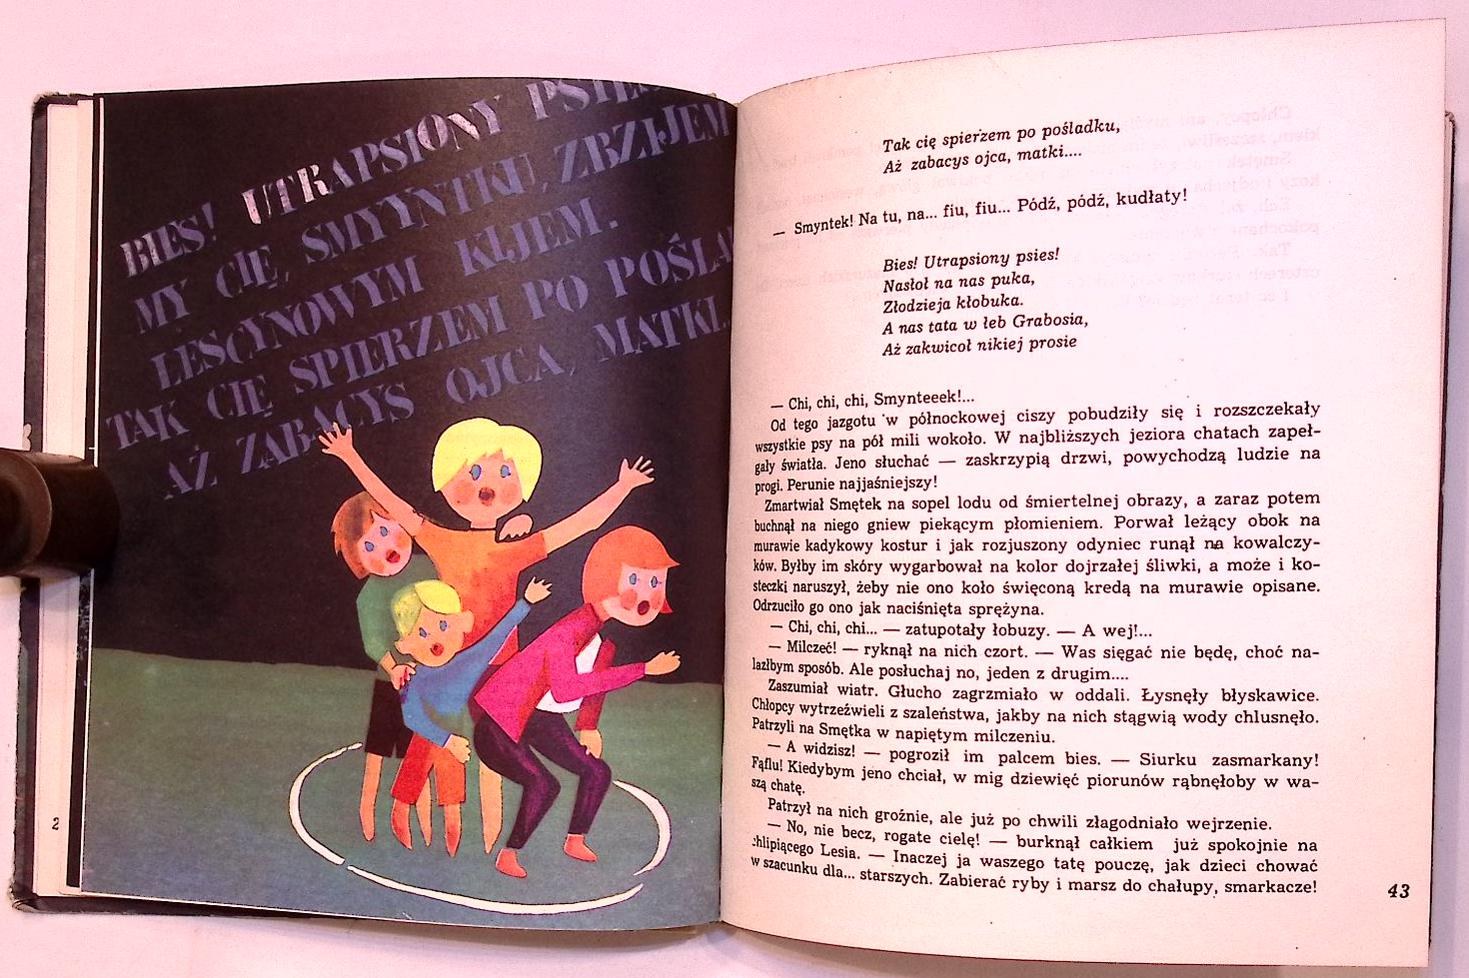 BIES! UTRAPSIONY PSIES
MY CIĘ, SMYYNTKU, ZBZIJEM
LESCYNOWYM KIJEM.
TAK CIĘ SPIERZEM PO POŚLA
AŻ ZABACYS OJCA, MATKI.
2
Tak cię spierzem po pośladku,
Aż zabacys ojca, matki....
— Smyntek! Na tu, na... fiu, fiu... Pódź, pódź, kudłaty!
Bies! Utrapsiony psies!
Nasłoł na nas puka,
Złodzieja kłobuka.
A nas tata w łeb Grabosia,
Aż zakwicoł nikiej prosie
— Chi, chi, chi, Smynteeek!...
Od tego jazgotu w północkowej ciszy pobudziły się i rozszczekały
wszystkie psy na pół mili wokoło. W najbliższych jeziora chatach zapeł-
gały światła. Jeno słuchać — zaskrzypią drzwi, powychodzą ludzie na
progi. Perunie najjaśniejszy!
Zmartwiał Smętek na sopel lodu od śmiertelnej obrazy, a zaraz potem
buchnął na niego gniew piekącym płomieniem. Porwał leżący obok na
murawie kadykowy kostur i jak rozjuszony odyniec runął na kowalczy-
ków. Byłby im skóry wygarbował na kolor dojrzałej śliwki, a może i ko-
steczki naruszył, żeby nie ono koło święconą kredą na murawie opisane.
Odrzuciło go ono jak naciśnięta sprężyna.
— Chi, chi, chi... — zatupotały łobuzy. — A wej!...
— Milczeć! — ryknął na nich czort. — Was sięgać nie będę, choć na-
lazłbym sposób. Ale posłuchaj no, jeden z drugim....
Zaszumiał wiatr. Głucho zagrzmiało w oddali. Łysnęły błyskawice.
Chłopcy wytrzeźwieli z szaleństwa, jakby na nich stągwią wody chlusnęło.
Patrzyli na Smętka w napiętym milczeniu.
— A widzisz! — pogroził im palcem bies. — Siurku zasmarkany!
Fąflu! Kiedybym jeno chciał, w mig dziewięć piorunów rąbnęłoby w wa-
szą chatę.
Patrzył na nich groźnie, ale już po chwili złagodniało wejrzenie.
— No, nie becz, rogate cielę! — burknął całkiem już spokojnie na
chlipiącego Lesia. — Inaczej ja waszego tatę pouczę, jak dzieci chować
w szacunku dla... starszych. Zabierać ryby i marsz do chałupy, smarkacze!
43